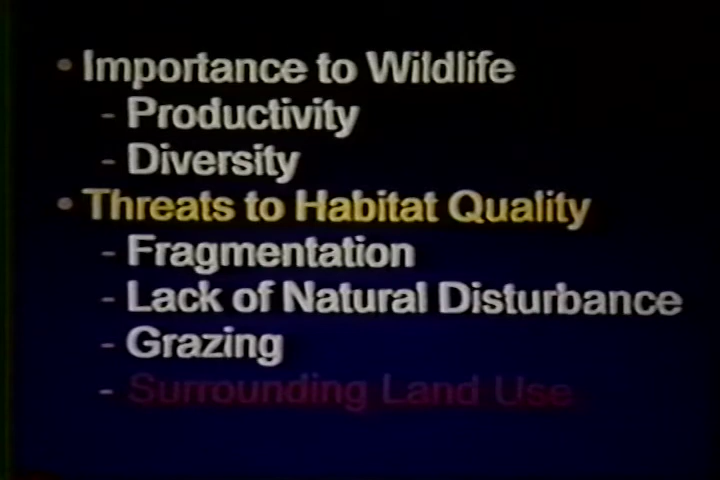 • Importance to Wildlife
- Productivity
- Diversity
• Threats to Habitat Quality
- Fragmentation
- Lack of Natural Disturbance
- Grazing
- Surrounding Land Use